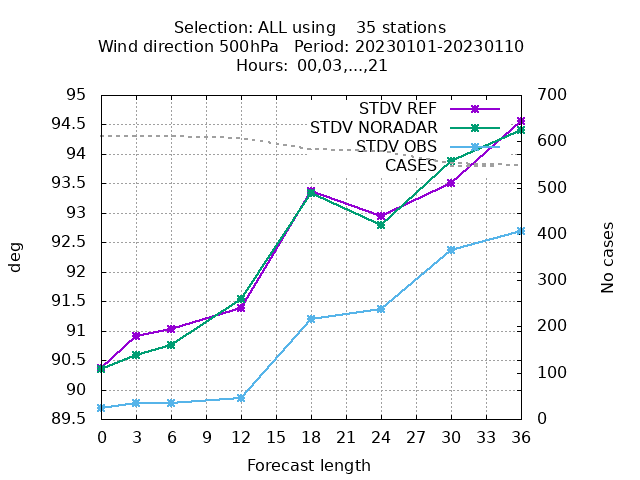 Selection: ALL using    35 stations
Wind direction 500hPa   Period: 20230101-20230110
Hours: 00,03,...,21
95
94.5
94
93.5
93
92.5
92
91.5
91
90.5
90
89.5
deg
STDV REF
STDV NORADAR
STDV OBS
CASES
700
600
500
400
300
200
100
0
No cases
0 3 6 9 12 15 18 21 24 27 30 33 36
Forecast length